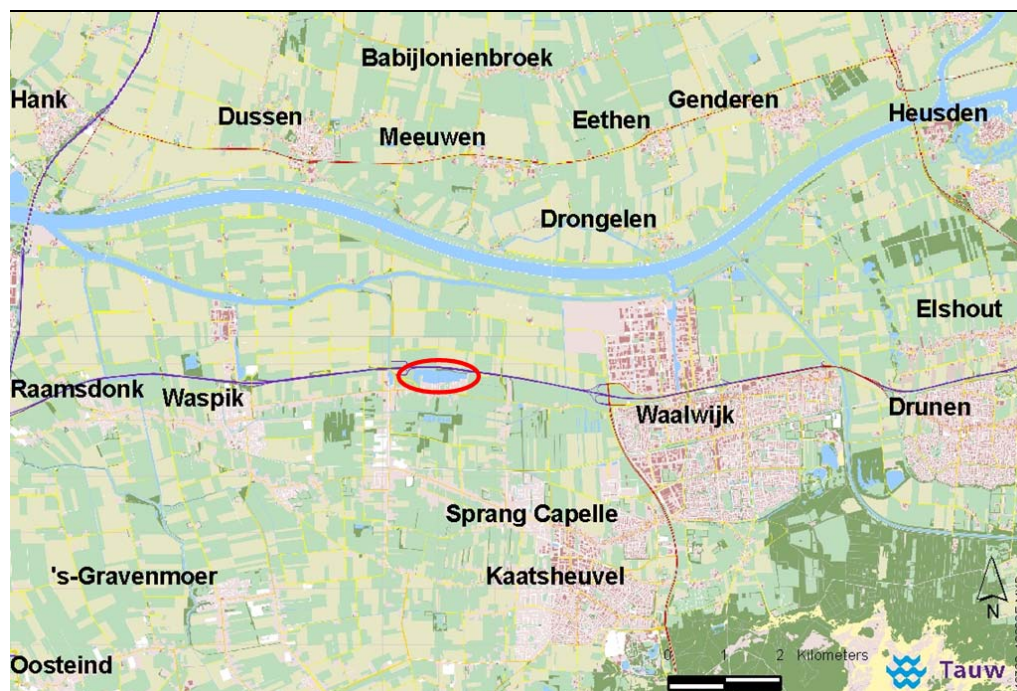 Babijlonienbroek
Hank
Genderen
Dussen
Eethen
Heusden
Meeuwen
Drongelen
Elshout
Raamsdonk
Waspik
Waalwijk
Drunen
Sprang Capelle
's-Gravenmoer
Kaatsheuvel
N
Oosteind
0 1 2 Kilometers
Tauw